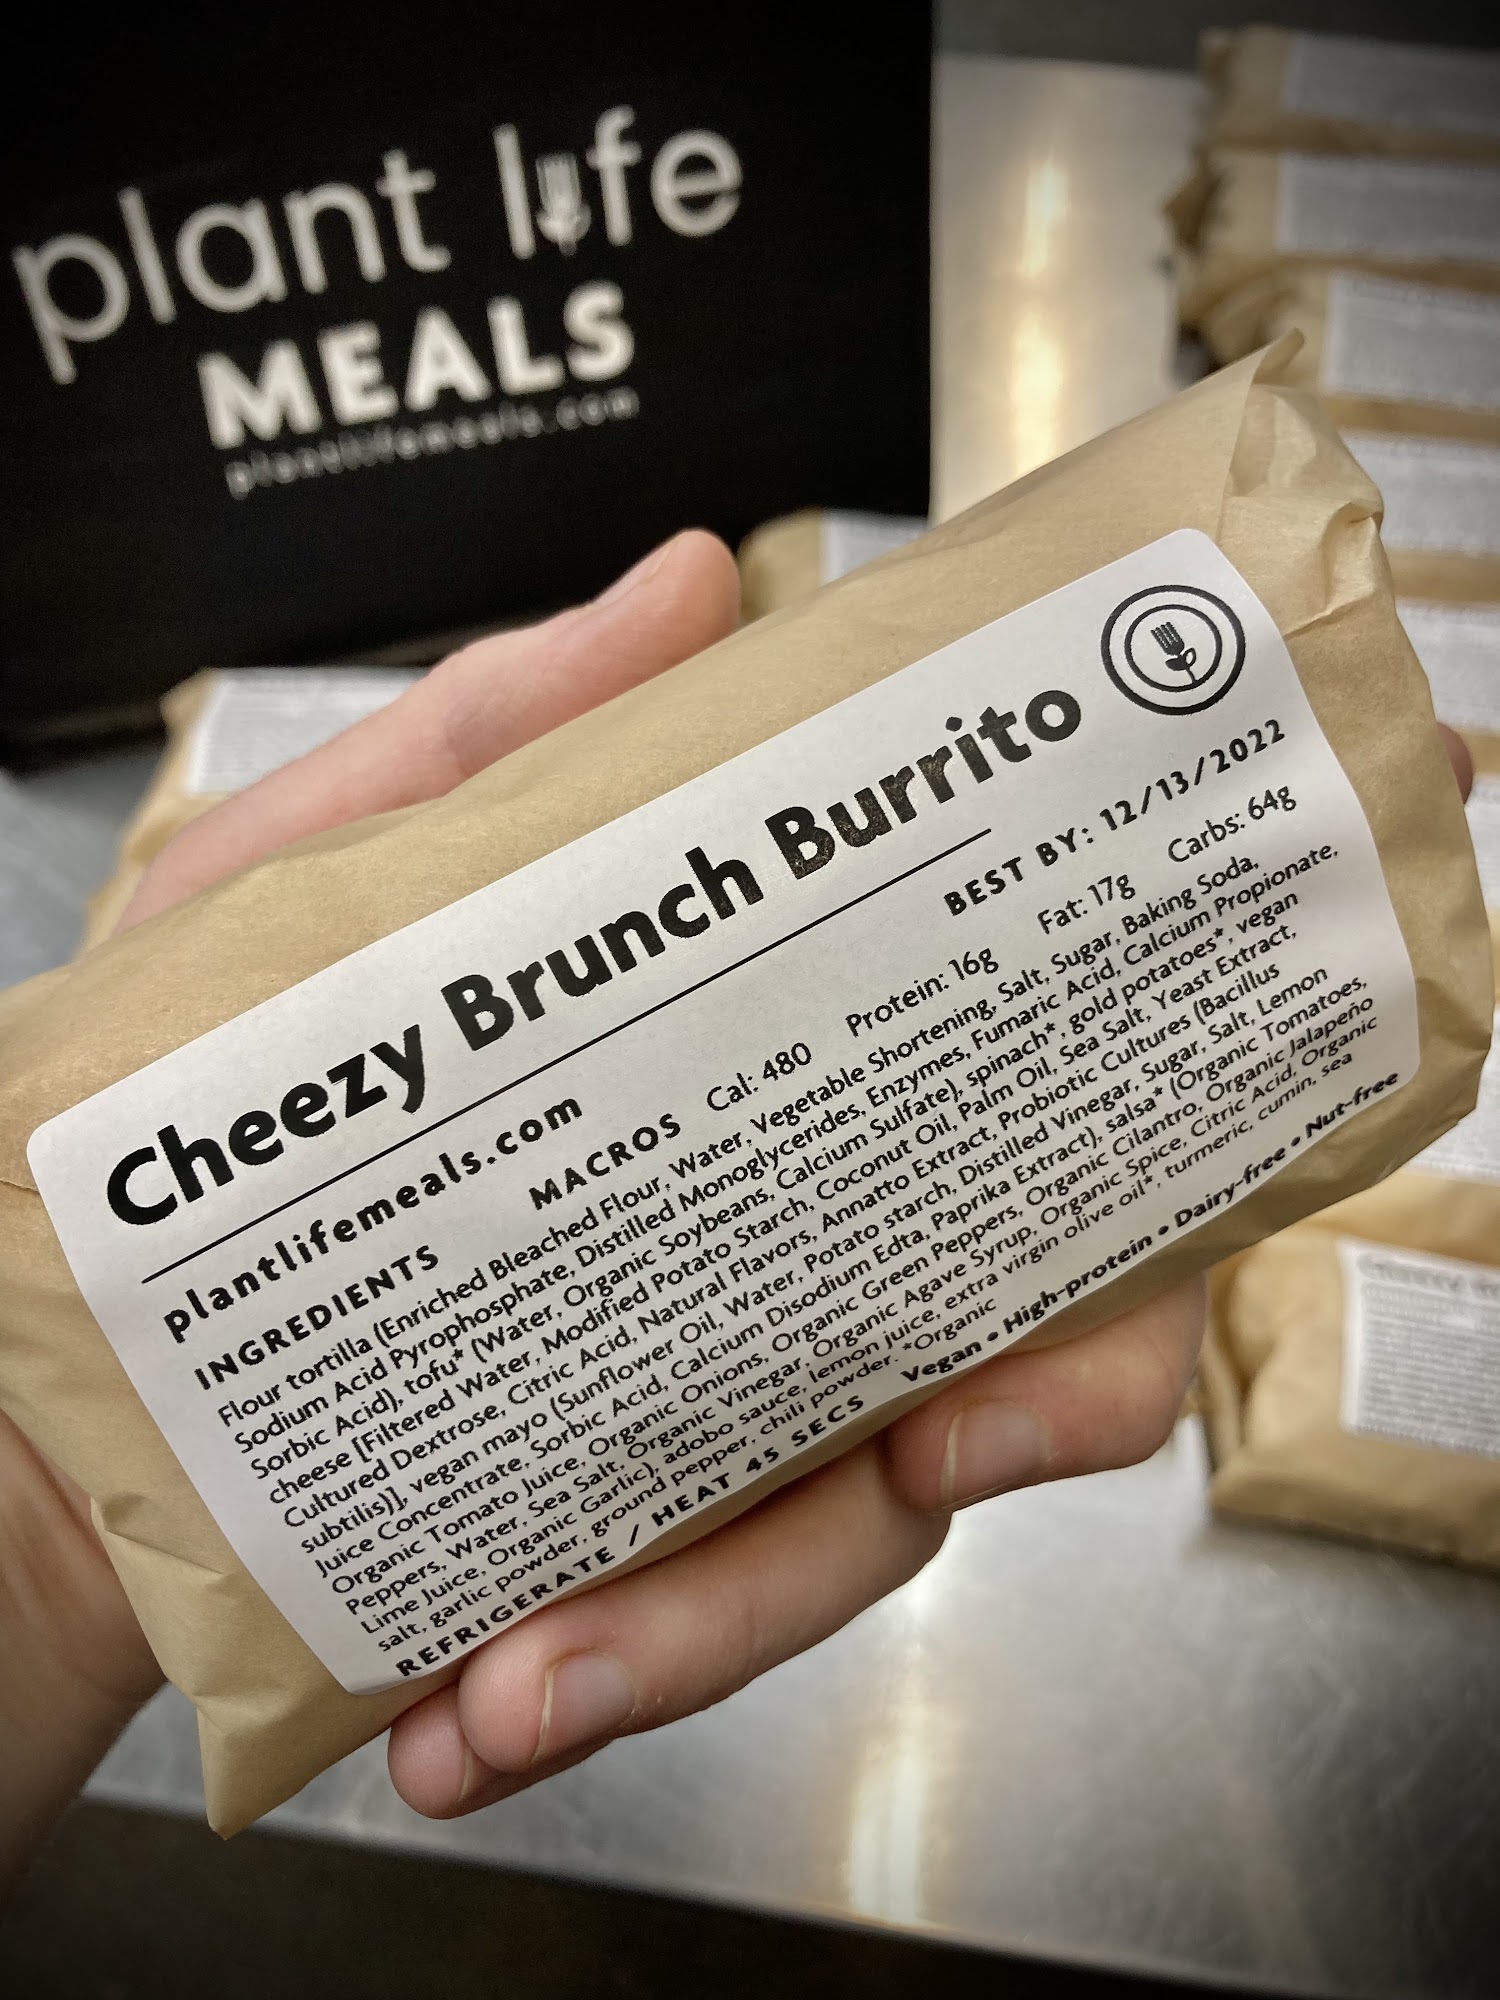 plant life
MEALS
plantlifemeals.com
Cheezy Brunch Burrito
plantlifemeals.com
BEST BY: 12/13/2022
MACROS Cal: 480 Protein: 16g Fat: 17g Carbs: 64g
INGREDIENTS
Flour tortilla (Enriched Bleached Flour, Water, Vegetable Shortening, Salt, Sugar, Baking Soda,
Sodium Acid Pyrophosphate, Distilled Monoglycerides, Enzymes, Fumaric Acid, Calcium Propionate,
Sorbic Acid), tofu* (Water, Organic Soybeans, Calcium Sulfate), spinach*, gold potatoes*, vegan
cheese [Filtered Water, Modified Potato Starch, Coconut Oil, Palm Oil, Sea Salt, Yeast Extract,
Cultured Dextrose, Citric Acid, Natural Flavors, Annatto Extract, Probiotic Cultures (Bacillus
subtilis)], vegan mayo (Sunflower Oil, Water, Potato starch, Distilled Vinegar, Sugar, Salt, Lemon
Juice Concentrate, Sorbic Acid, Calcium Disodium Edta, Paprika Extract), salsa* (Organic Tomatoes,
Organic Tomato Juice, Organic Onions, Organic Green Peppers, Organic Cilantro, Organic Jalapeño
Peppers, Water, Sea Salt, Organic Vinegar, Organic Agave Syrup, Organic Spice, Citric Acid, Organic
Lime Juice, Organic Garlic), adobo sauce, lemon juice, extra virgin olive oil*, turmeric, cumin, sea
salt, garlic powder, ground pepper, chili powder. *Organic
REFRIGERATE / HEAT 45 SECS Vegan • High-protein • Dairy-free • Nut-free